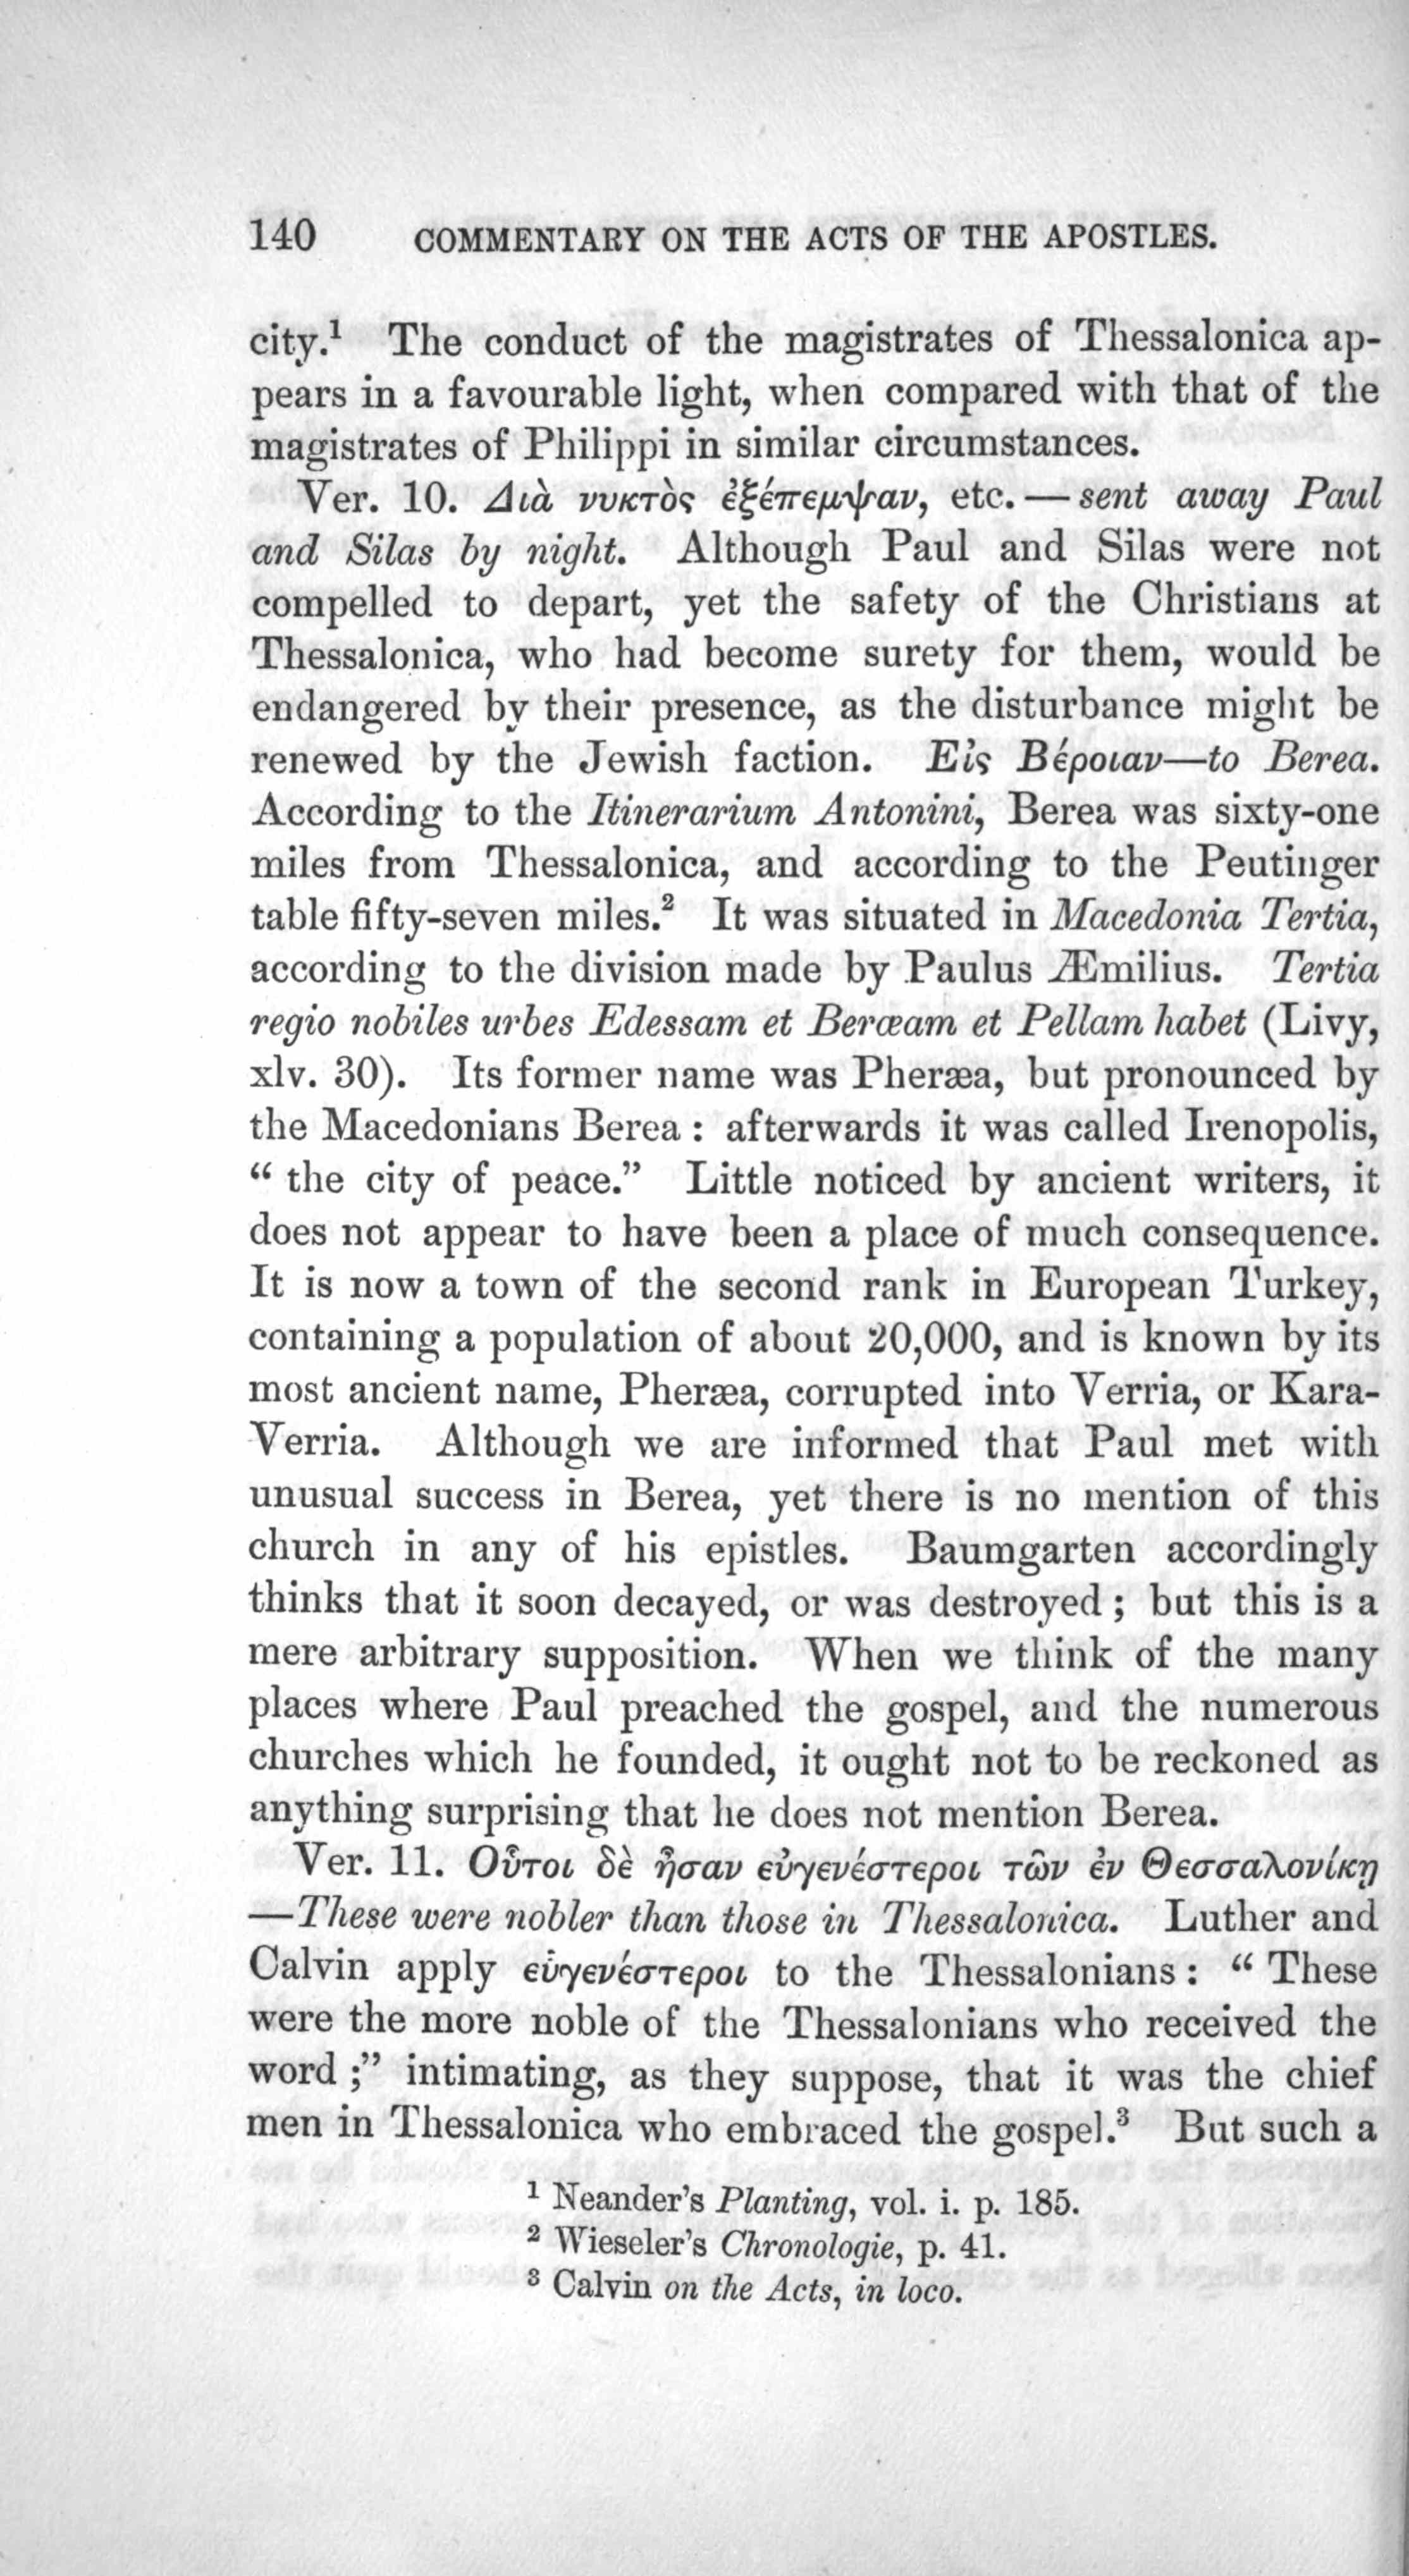 140 COMMENTARY ON THE ACTS OF THE APOSTLES.
city.¹ The conduct of the magistrates of Thessalonica ap-
pears in a favourable light, when compared with that of the
magistrates of Philippi in similar circumstances.
Ver. 10. Διὰ νυκτὸς ἐξέπεμψαν, etc. — sent away Paul
and Silas by night. Although Paul and Silas were not
compelled to depart, yet the safety of the Christians at
Thessalonica, who had become surety for them, would be
endangered by their presence, as the disturbance might be
renewed by the Jewish faction. Εἰς Βέροιαν—to Berea.
According to the Itinerarium Antonini, Berea was sixty-one
miles from Thessalonica, and according to the Peutinger
table fifty-seven miles.² It was situated in Macedonia Tertia,
according to the division made by Paulus Æmilius. Tertia
regio nobiles urbes Edessam et Berœam et Pellam habet (Livy,
xlv. 30). Its former name was Pheræa, but pronounced by
the Macedonians Berea : afterwards it was called Irenopolis,
“ the city of peace.” Little noticed by ancient writers, it
does not appear to have been a place of much consequence.
It is now a town of the second rank in European Turkey,
containing a population of about 20,000, and is known by its
most ancient name, Pheræa, corrupted into Verria, or Kara-
Verria. Although we are informed that Paul met with
unusual success in Berea, yet there is no mention of this
church in any of his epistles. Baumgarten accordingly
thinks that it soon decayed, or was destroyed ; but this is a
mere arbitrary supposition. When we think of the many
places where Paul preached the gospel, and the numerous
churches which he founded, it ought not to be reckoned as
anything surprising that he does not mention Berea.
Ver. 11. Οὗτοι δὲ ἦσαν εὐγενέστεροι τῶν ἐν Θεσσαλονίκῃ
—These were nobler than those in Thessalonica. Luther and
Calvin apply εὐγενέστεροι to the Thessalonians : “ These
were the more noble of the Thessalonians who received the
word ;” intimating, as they suppose, that it was the chief
men in Thessalonica who embraced the gospel.³ But such a
¹ Neander's Planting, vol. i. p. 185.
² Wieseler's Chronologie, p. 41.
³ Calvin on the Acts, in loco.